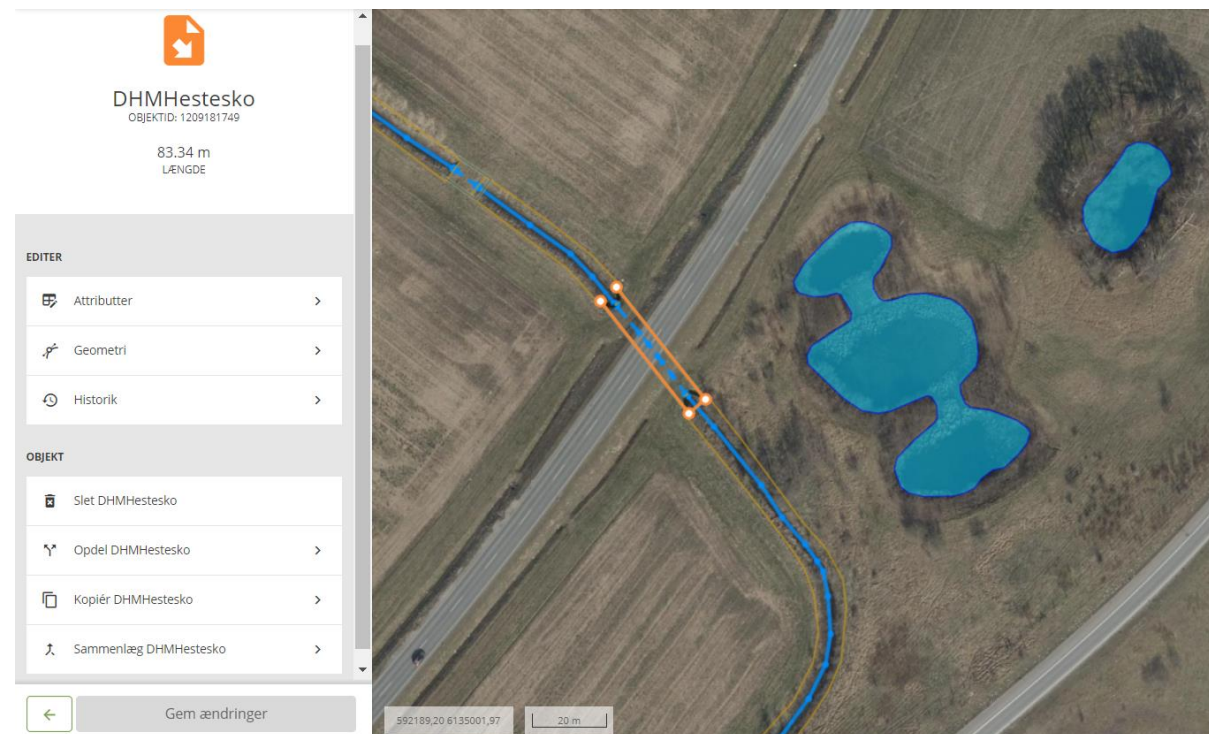 DHMHestesko
OBJEKTID: 1209181749
83.34 m
LÆNGDE
EDITER
Attributter
Geometri
Historik
OBJEKT
Slet DHMHestesko
Opdel DHMHestesko
Kopiér DHMHestesko
Sammenlæg DHMHestesko
Gem ændringer
592189,20 6135001,97
20 m